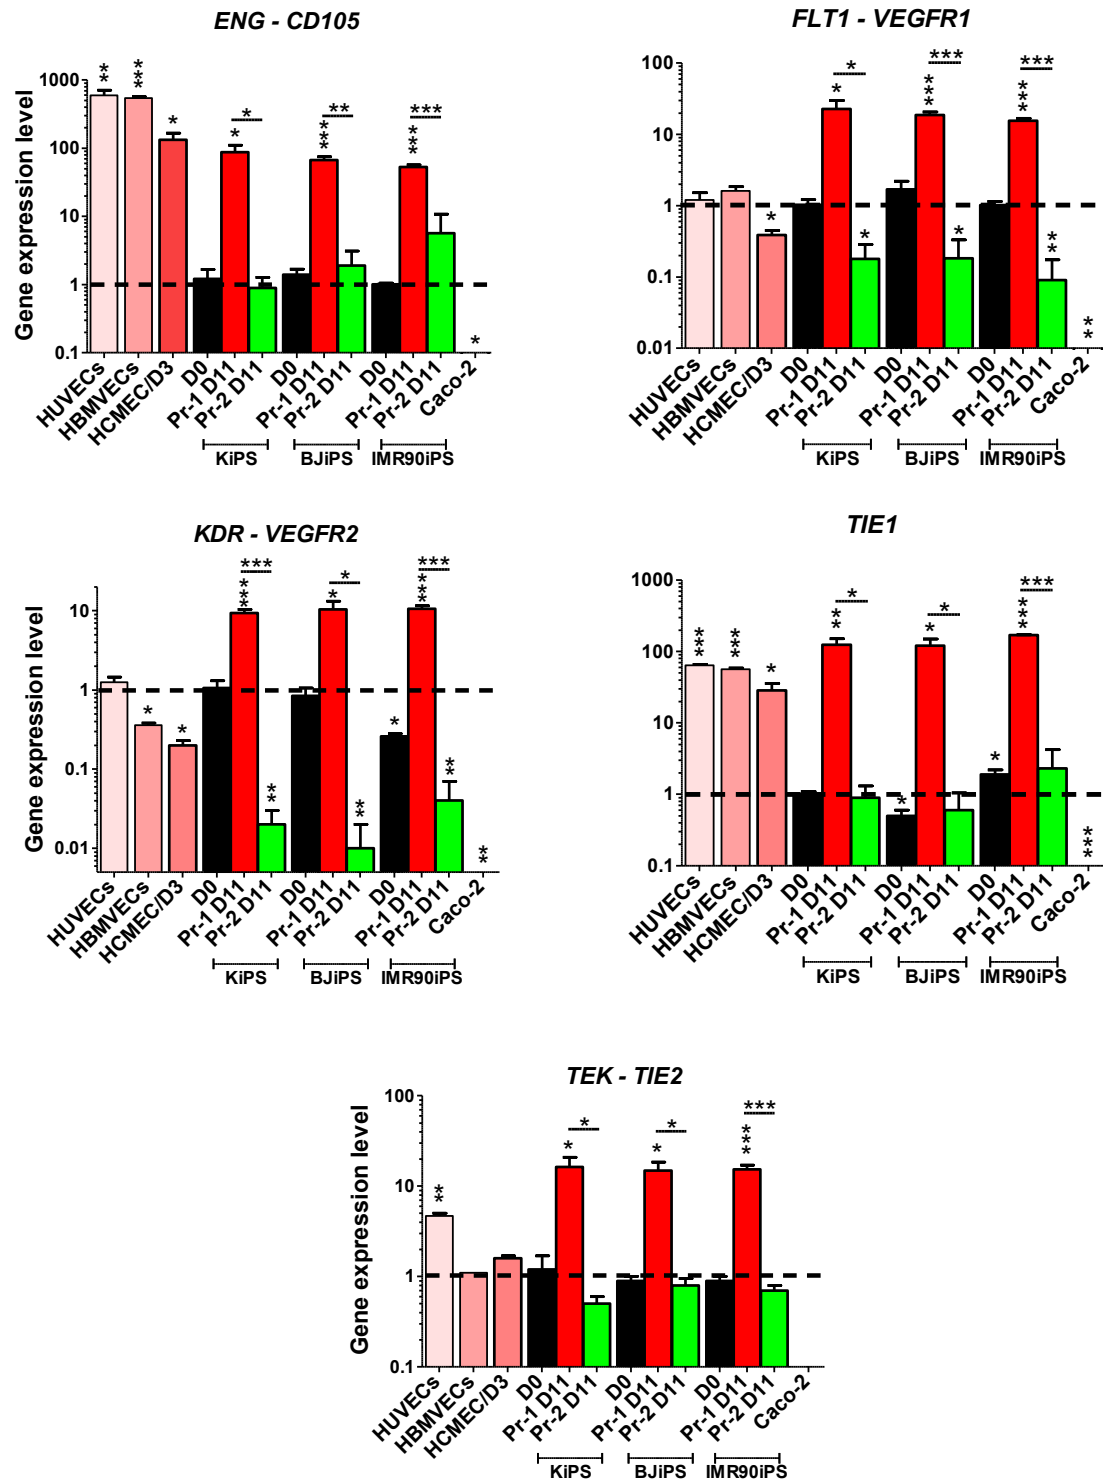 ENG - CD105
Gene expression level
1000
100
10
1
0.1
** *** * * * *** ** *** *** *
HUVECs HBMVECs HCMEC/D3 D0 Pr-1 D11 Pr-2 D11 D0 Pr-1 D11 Pr-2 D11 D0 Pr-1 D11 Pr-2 D11 Caco-2
KiPS BJiPS IMR90iPS
FLT1 - VEGFR1
100
10
1
0.1
0.01
* * * * *** *** * *** *** ** **
HUVECs HBMVECs HCMEC/D3 D0 Pr-1 D11 Pr-2 D11 D0 Pr-1 D11 Pr-2 D11 D0 Pr-1 D11 Pr-2 D11 Caco-2
KiPS BJiPS IMR90iPS
KDR - VEGFR2
Gene expression level
10
1
0.1
0.01
* * *** *** ** * * ** * *** *** ** **
HUVECs HBMVECs HCMEC/D3 D0 Pr-1 D11 Pr-2 D11 D0 Pr-1 D11 Pr-2 D11 D0 Pr-1 D11 Pr-2 D11 Caco-2
KiPS BJiPS IMR90iPS
TIE1
1000
100
10
1
0.1
*** *** * ** * * * * * *** *** ***
HUVECs HBMVECs HCMEC/D3 D0 Pr-1 D11 Pr-2 D11 D0 Pr-1 D11 Pr-2 D11 D0 Pr-1 D11 Pr-2 D11 Caco-2
KiPS BJiPS IMR90iPS
TEK - TIE2
Gene expression level
100
10
1
0.1
** * * * * *** ***
HUVECs HBMVECs HCMEC/D3 D0 Pr-1 D11 Pr-2 D11 D0 Pr-1 D11 Pr-2 D11 D0 Pr-1 D11 Pr-2 D11 Caco-2
KiPS BJiPS IMR90iPS